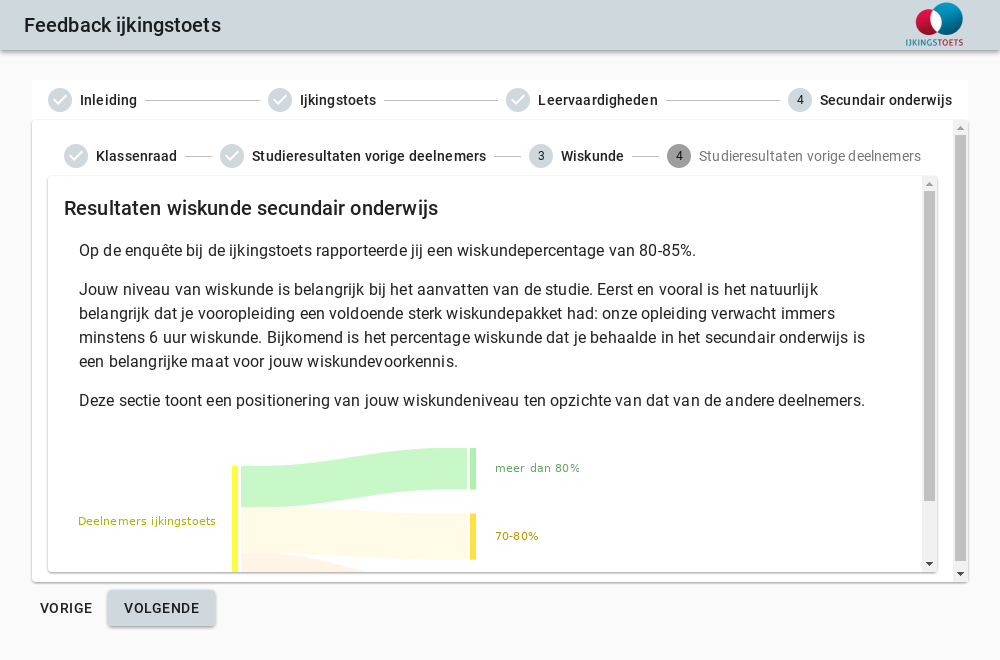 Feedback ijkingstoets
IJKINGSTOETS
Inleiding
Ijkingstoets
Leervaardigheden
4 Secundair onderwijs
Klassenraad
Studieresultaten vorige deelnemers
3 Wiskunde
4 Studieresultaten vorige deelnemers
Resultaten wiskunde secundair onderwijs
Op de enquête bij de ijkingstoets rapporteerde jij een wiskundepercentage van 80-85%.
Jouw niveau van wiskunde is belangrijk bij het aanvatten van de studie. Eerst en vooral is het natuurlijk
belangrijk dat je vooropleiding een voldoende sterk wiskundepakket had: onze opleiding verwacht immers
minstens 6 uur wiskunde. Bijkomend is het percentage wiskunde dat je behaalde in het secundair onderwijs is
een belangrijke maat voor jouw wiskundevoorkennis.
Deze sectie toont een positionering van jouw wiskundeniveau ten opzichte van dat van de andere deelnemers.
meer dan 80%
Deelnemers ijkingstoets
70-80%
VORIGE
VOLGENDE